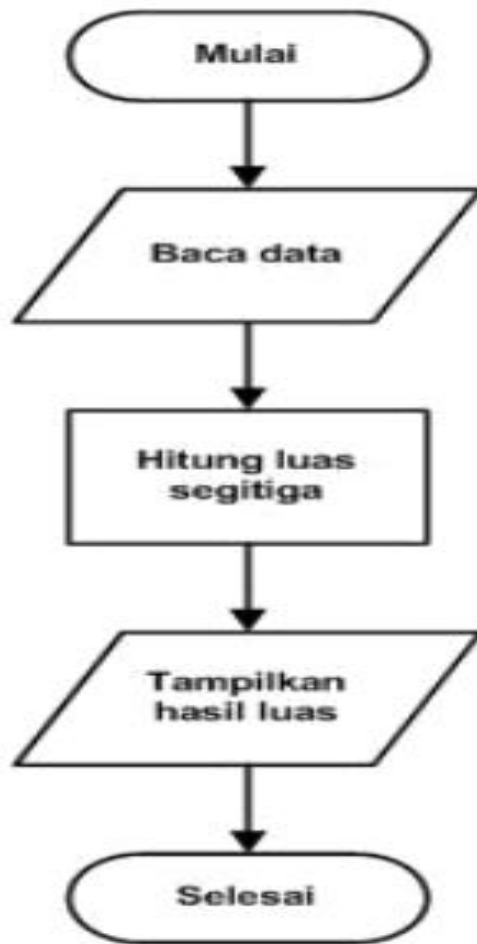 Mulai
Baca data
Hitung luas
segitiga
Tampilkan
hasil luas
Selesai